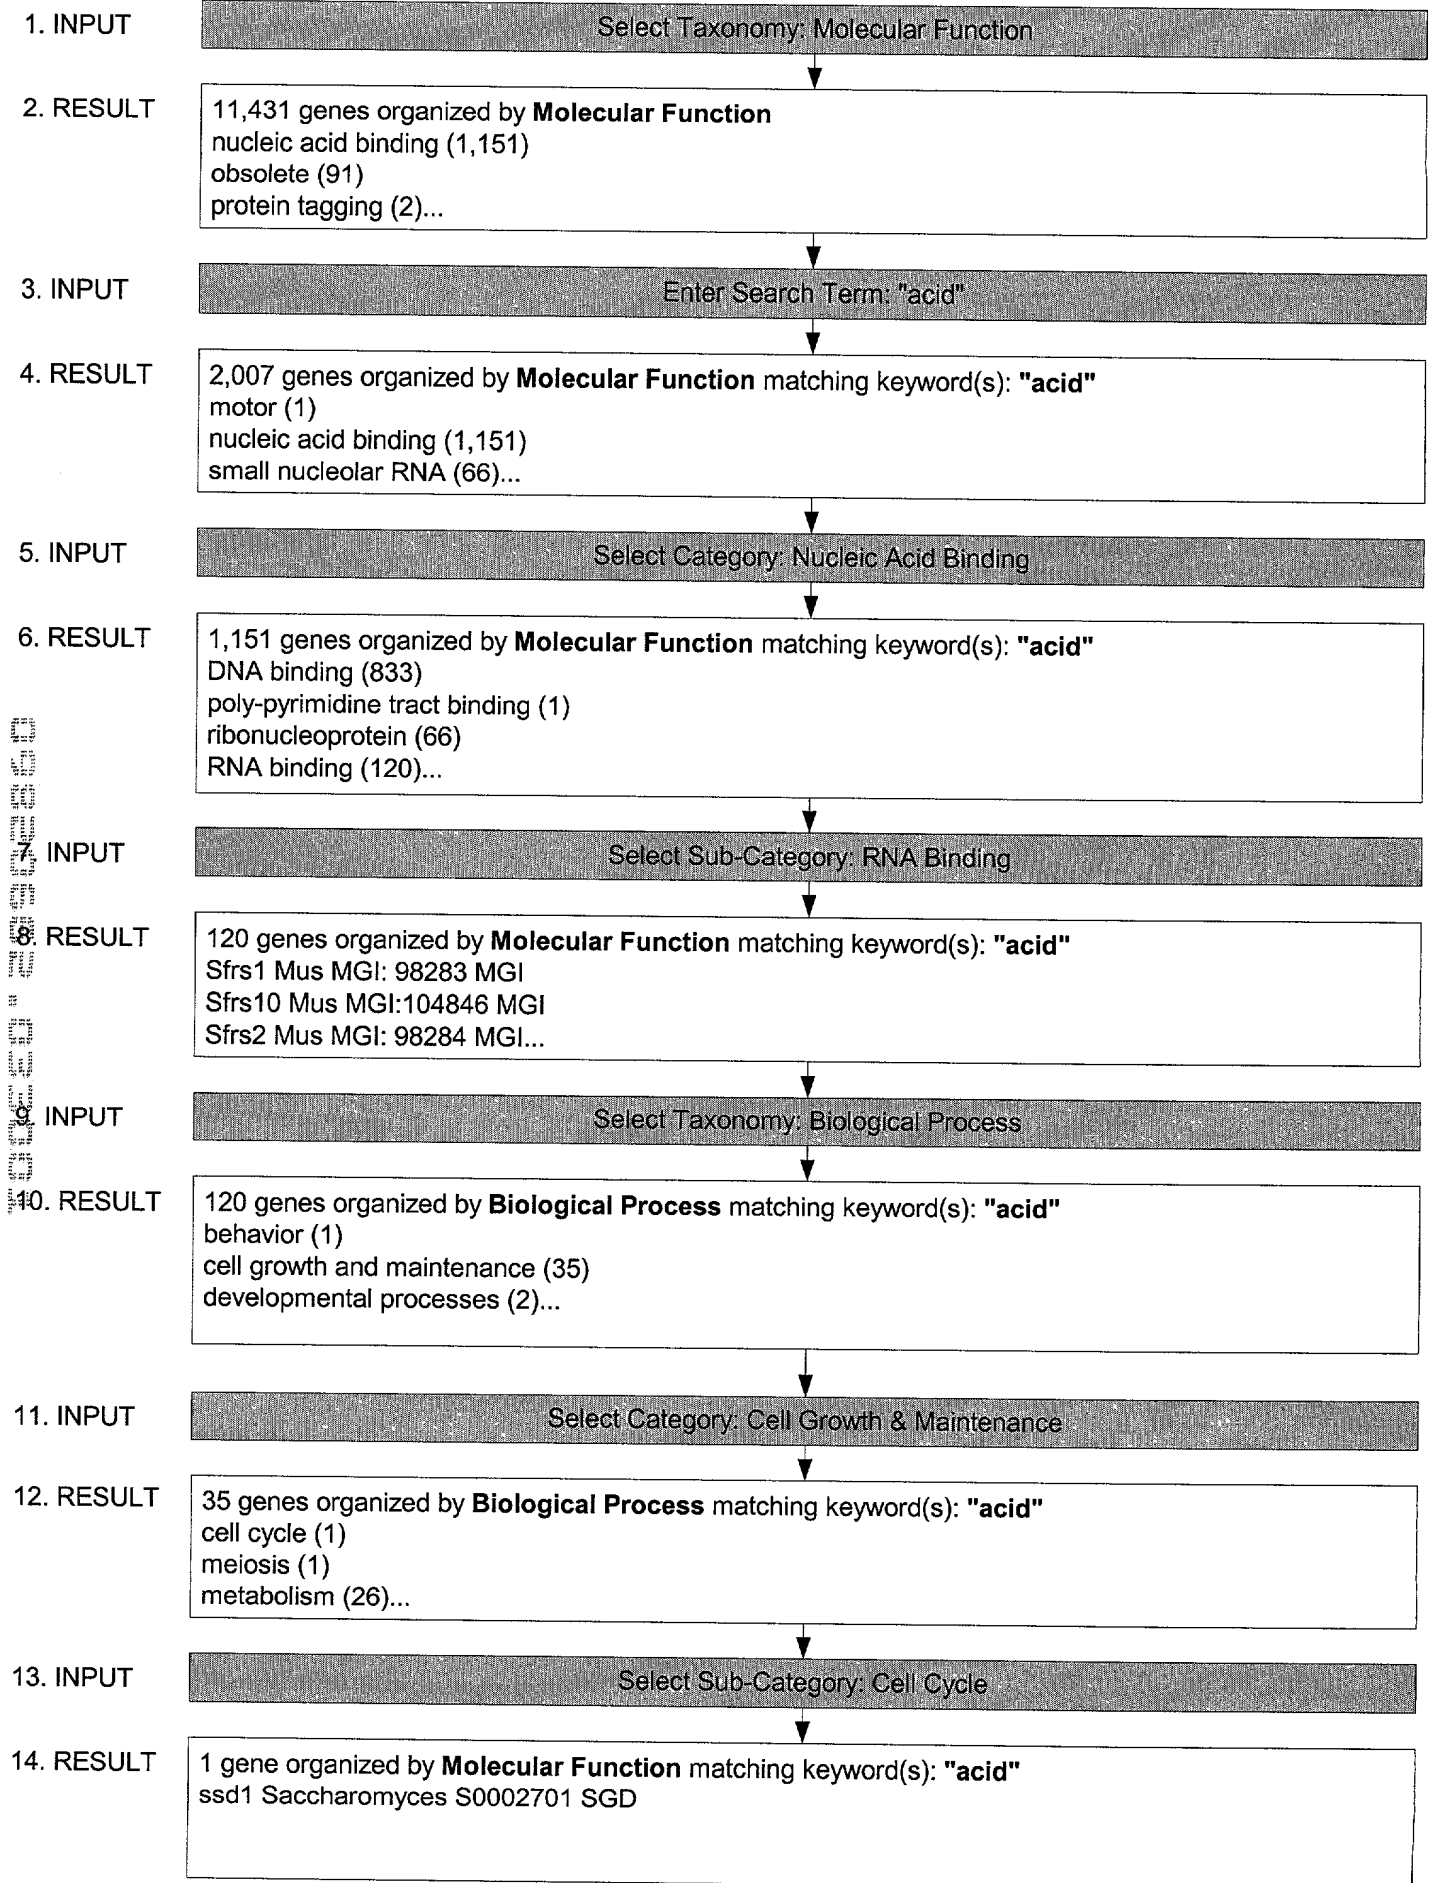 1. INPUT
Select Taxonomy: Molecular Function
2. RESULT
11,431 genes organized by Molecular Function
nucleic acid binding (1,151)
obsolete (91)
protein tagging (2)...
3. INPUT
Enter Search Term: "acid"
4. RESULT
2,007 genes organized by Molecular Function matching keyword(s): "acid"
motor (1)
nucleic acid binding (1,151)
small nucleolar RNA (66)...
5. INPUT
Select Category: Nucleic Acid Binding
6. RESULT
1,151 genes organized by Molecular Function matching keyword(s): "acid"
DNA binding (833)
poly-pyrimidine tract binding (1)
ribonucleoprotein (66)
RNA binding (120)...
7. INPUT
Select Sub-Category: RNA Binding
8. RESULT
120 genes organized by Molecular Function matching keyword(s): "acid"
Sfrs1 Mus MGI: 98283 MGI
Sfrs10 Mus MGI:104846 MGI
Sfrs2 Mus MGI: 98284 MGI...
9. INPUT
Select Taxonomy: Biological Process
10. RESULT
120 genes organized by Biological Process matching keyword(s): "acid"
behavior (1)
cell growth and maintenance (35)
developmental processes (2)...
11. INPUT
Select Category: Cell Growth & Maintenance
12. RESULT
35 genes organized by Biological Process matching keyword(s): "acid"
cell cycle (1)
meiosis (1)
metabolism (26)...
13. INPUT
Select Sub-Category: Cell Cycle
14. RESULT
1 gene organized by Molecular Function matching keyword(s): "acid"
ssd1 Saccharomyces S0002701 SGD